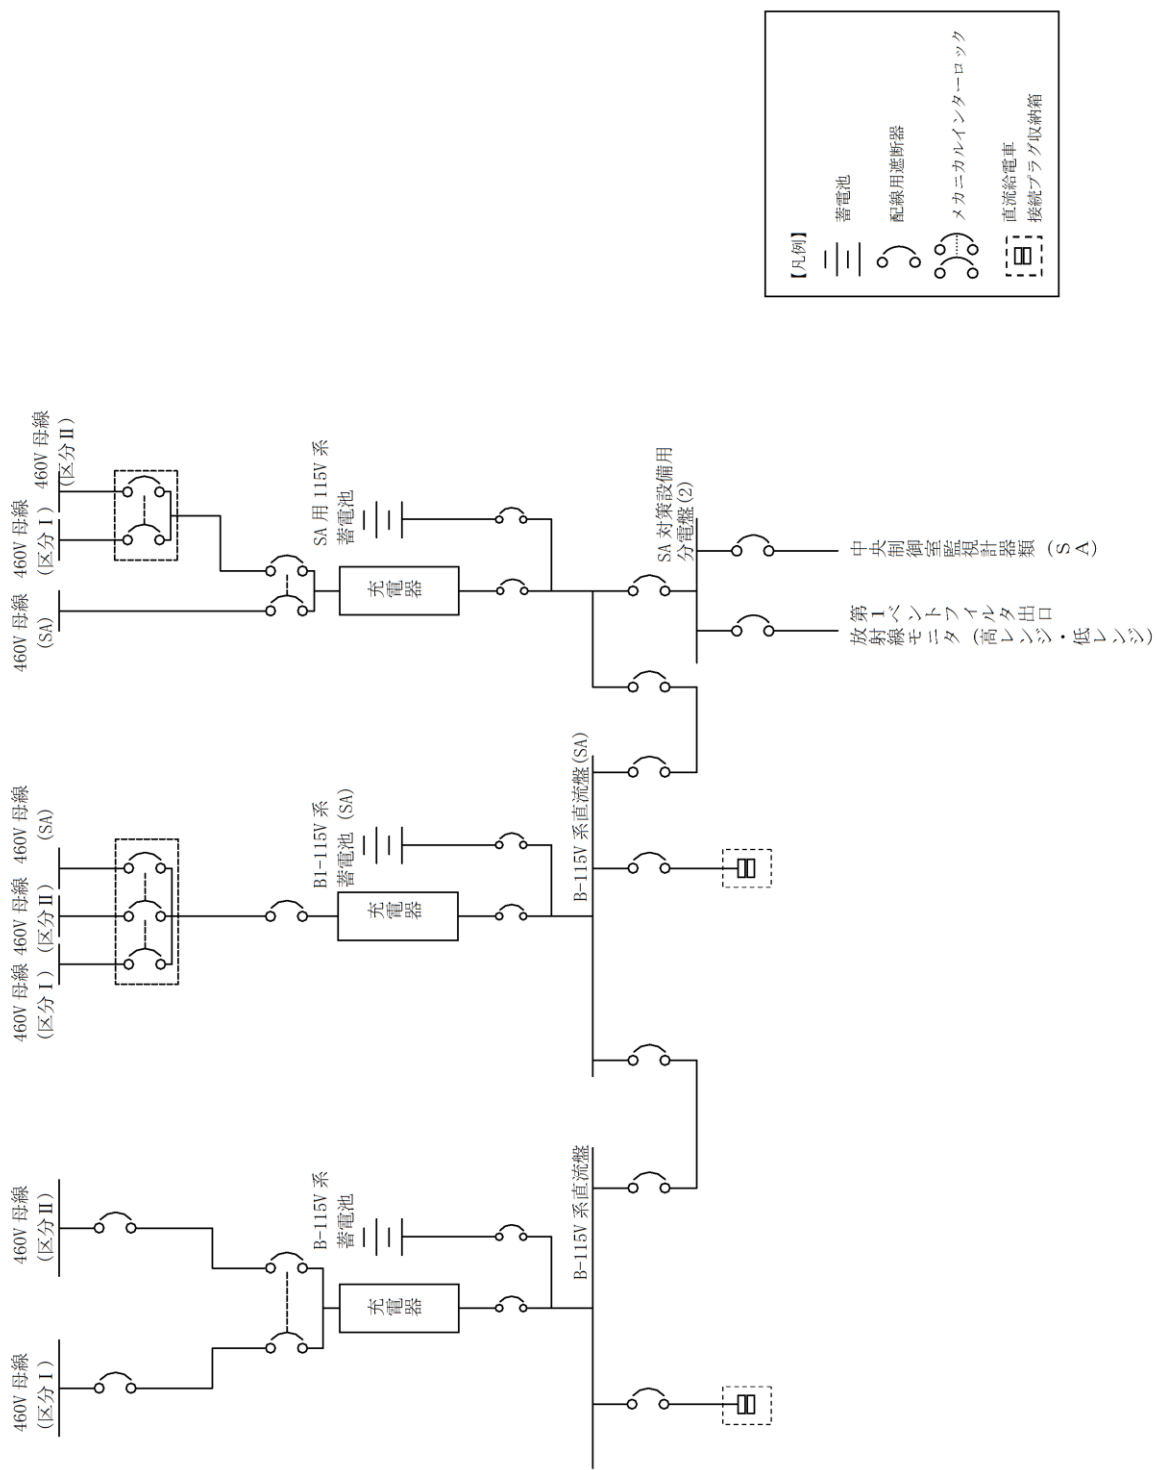 460V 母線
(区分Ⅰ)
460V 母線
(区分Ⅱ)
B-115V 系
蓄電池
充電器
B-115V 系直流盤
460V 母線
(区分Ⅰ)
460V 母線
(区分Ⅱ)
460V 母線
(SA)
B1-115V 系
蓄電池 (SA)
充電器
B-115V 系直流盤(SA)
460V 母線
(SA)
460V 母線
(区分Ⅰ)
460V 母線
(区分Ⅱ)
SA 用 115V 系
蓄電池
充電器
SA 対策設備用
分電盤(2)
第1ベントフィルタ出口
放射線モニタ (高レンジ・低レンジ)
中央制御室監視計器類 (SA)
【凡例】
蓄電池
配線用遮断器
メカニカルインターロック
直流給電車
接続プラグ収納箱